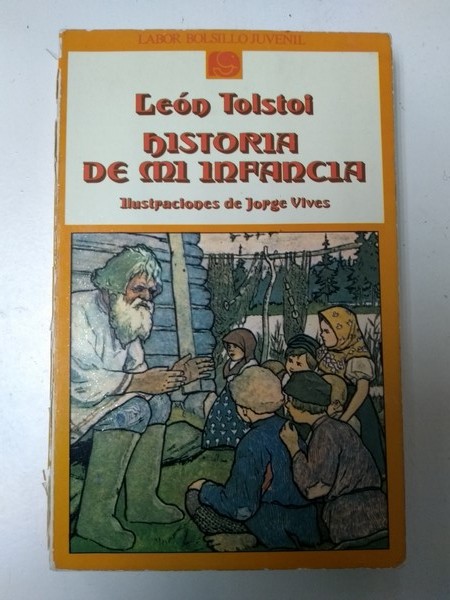 LABOR BOLSILLO JUVENIL
León Tolstoi
HISTORIA
DE MI INFANCIA
Ilustraciones de Jorge Vives